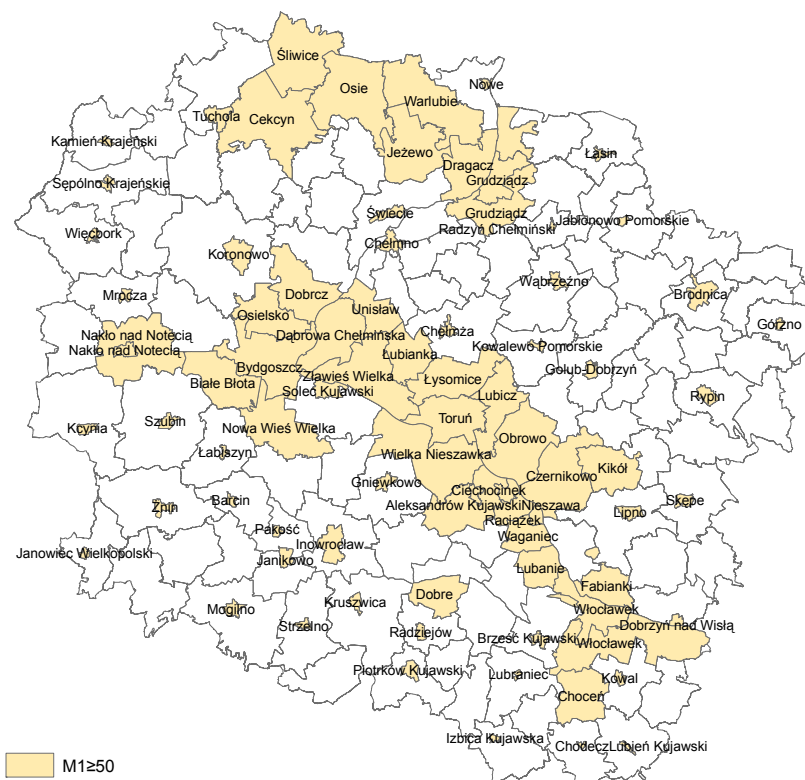 Śliwice
Osie
Nowe
Warlubie
Tuchola
Cekcyn
Kamień Krajeński
Jeżewo
Łasin
Dragacz
Grudziądz
Sępólno Krajeńskie
Świecie
Grudziądz
Jabłonowo Pomorskie
Radzyń Chełmiński
Więcbork
Chełmno
Koronowo
Wąbrzeźno
Mrocza
Dobrcz
Brodnica
Unisław
Osielsko
Górzno
Nakło nad Notecią
Dąbrowa Chełmińska
Chełmża
Nakło nad Notecią
Łubianka
Kowalewo Pomorskie
Bydgoszcz
Zławieś Wielka
Golub-Dobrzyń
Białe Błota
Łysomice
Solec Kujawski
Lubicz
Rypin
Toruń
Szubin
Kcynia
Nowa Wieś Wielka
Obrowo
Łabiszyn
Wielka Nieszawka
Kikół
Czernikowo
Gniewkowo
Ciechocinek
Barcin
Skępe
Żnin
Aleksandrów Kujawski
Nieszawa
Lipno
Raciążek
Pakość
Waganiec
Inowrocław
Janowiec Wielkopolski
Janikowo
Lubanie
Fabianki
Dobre
Kruszwica
Mogilno
Włocławek
Strzelno
Dobrzyń nad Wisłą
Radziejów
Brześć Kujawski
Włocławek
Piotrków Kujawski
Lubraniec
Kowal
Choceń
Izbica Kujawska
Chodecz
Lubień Kujawski
M1≥50